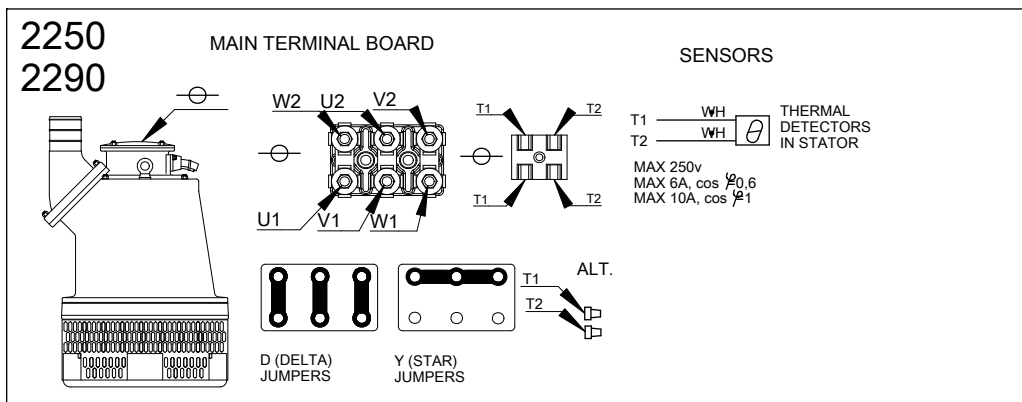 2250
2290
MAIN TERMINAL BOARD
SENSORS
W2 U2 V2
T1 T2
U1 V1 W1
T1 T2
T1 WH
T2 WH
THERMAL
DETECTORS
IN STATOR
MAX 250v
MAX 6A, cos φ=0,6
MAX 10A, cos φ=1
D (DELTA)
JUMPERS
Y (STAR)
JUMPERS
ALT.
T1
T2